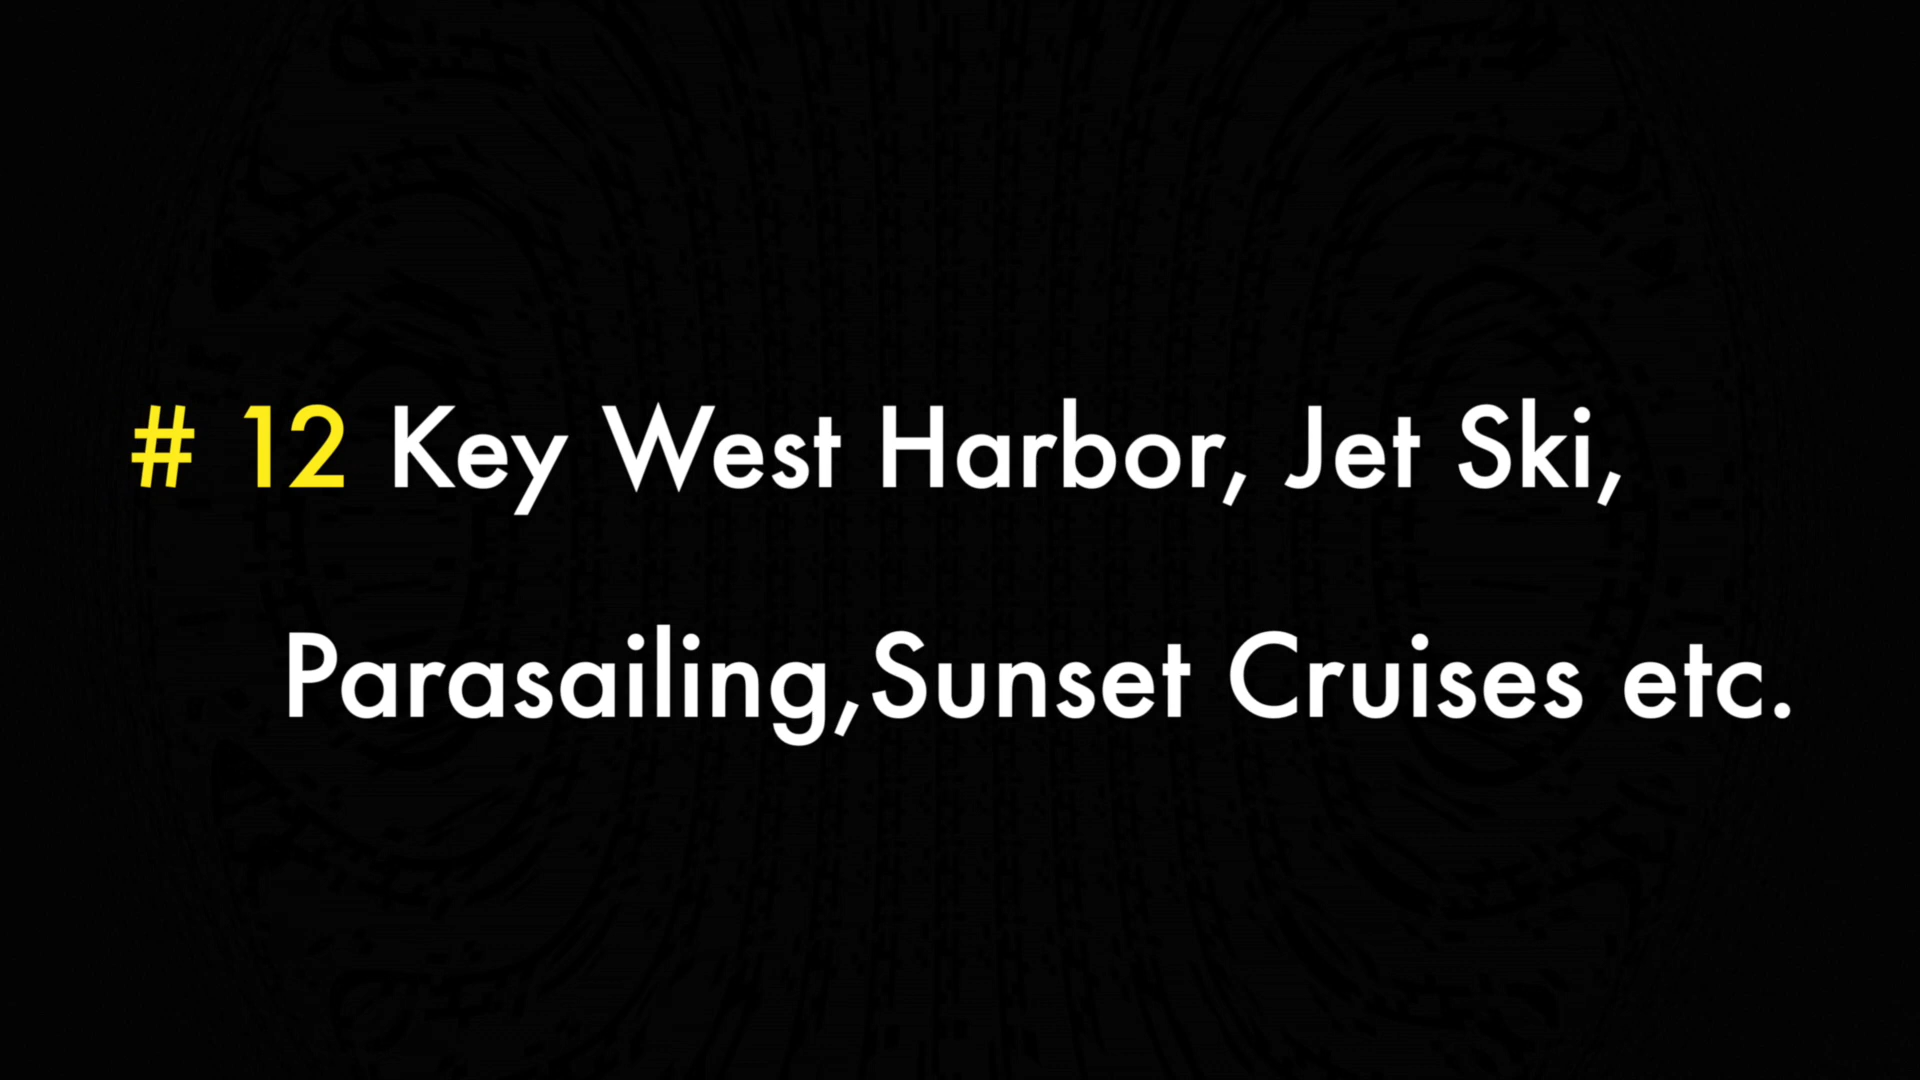 # 12 Key West Harbor, Jet Ski,
Parasailing,Sunset Cruises etc.